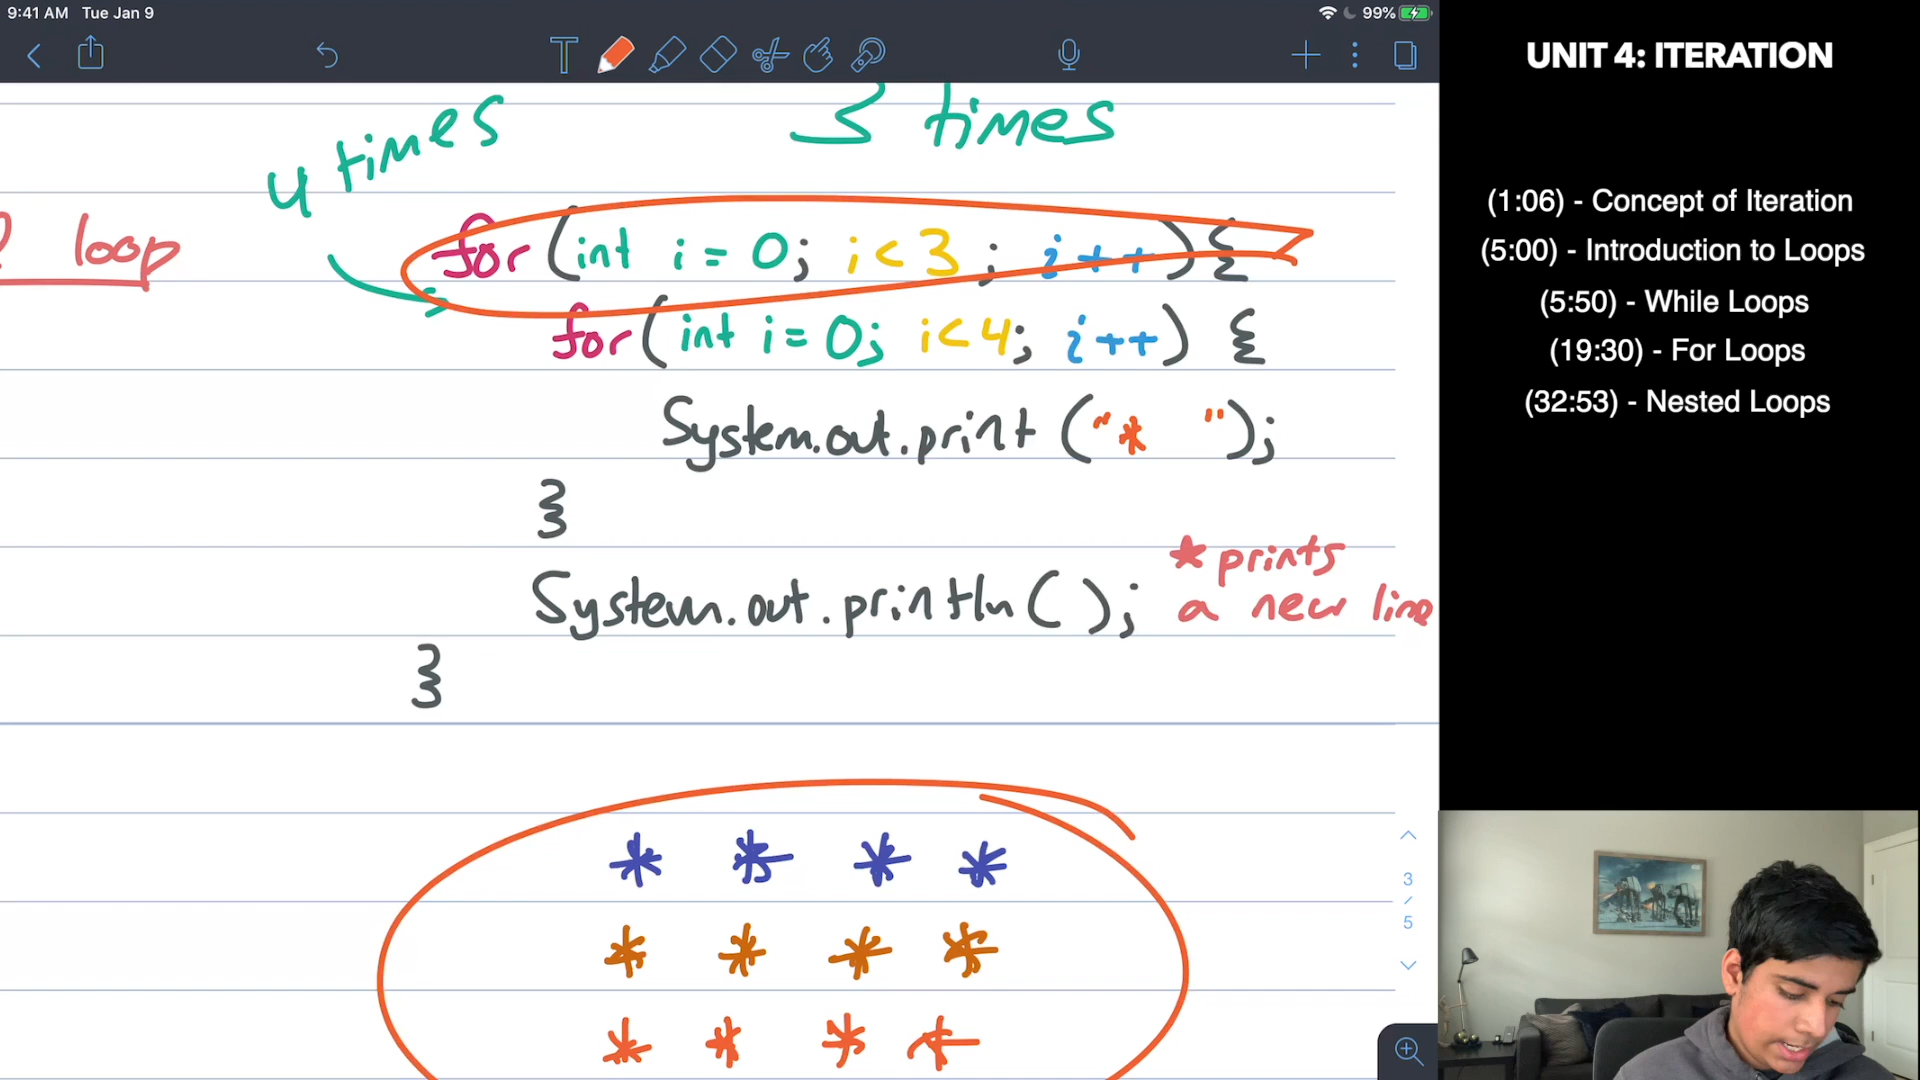 9:41 AM Tue Jan 9
99%
T
UNIT 4: ITERATION
(1:06) - Concept of Iteration
(5:00) - Introduction to Loops
(5:50) - While Loops
(19:30) - For Loops
(32:53) - Nested Loops
4 times
3 times
loop
for (int i = 0; i < 3 ; i ++) {
for (int i = 0; i < 4; i ++) {
System.out.print ("* ");
}
System.out.println ( );
* prints
a new line
}
* * * *
* * * *
* * * *
3
/
5